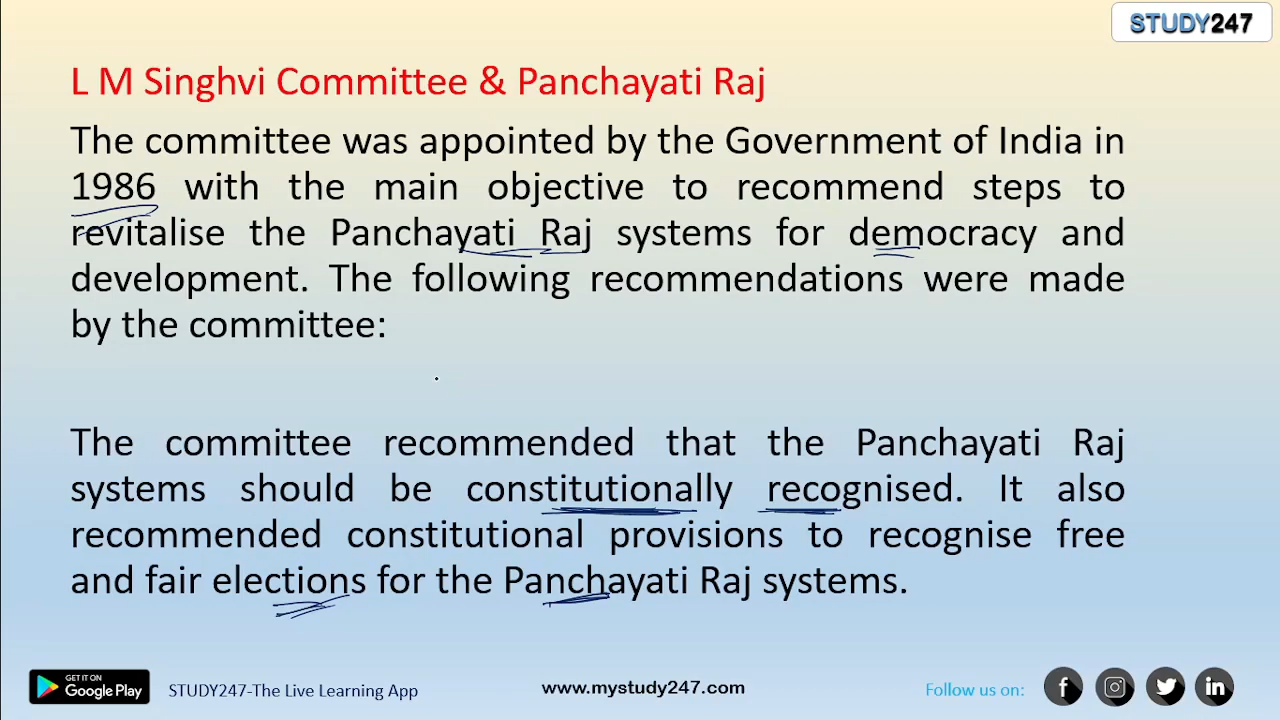 STUDY247
L M Singhvi Committee & Panchayati Raj
The committee was appointed by the Government of India in
1986 with the main objective to recommend steps to
revitalise the Panchayati Raj systems for democracy and
development. The following recommendations were made
by the committee:
The committee recommended that the Panchayati Raj
systems should be constitutionally recognised. It also
recommended constitutional provisions to recognise free
and fair elections for the Panchayati Raj systems.
GET IT ON
Google Play
STUDY247-The Live Learning App
www.mystudy247.com
Follow us on: